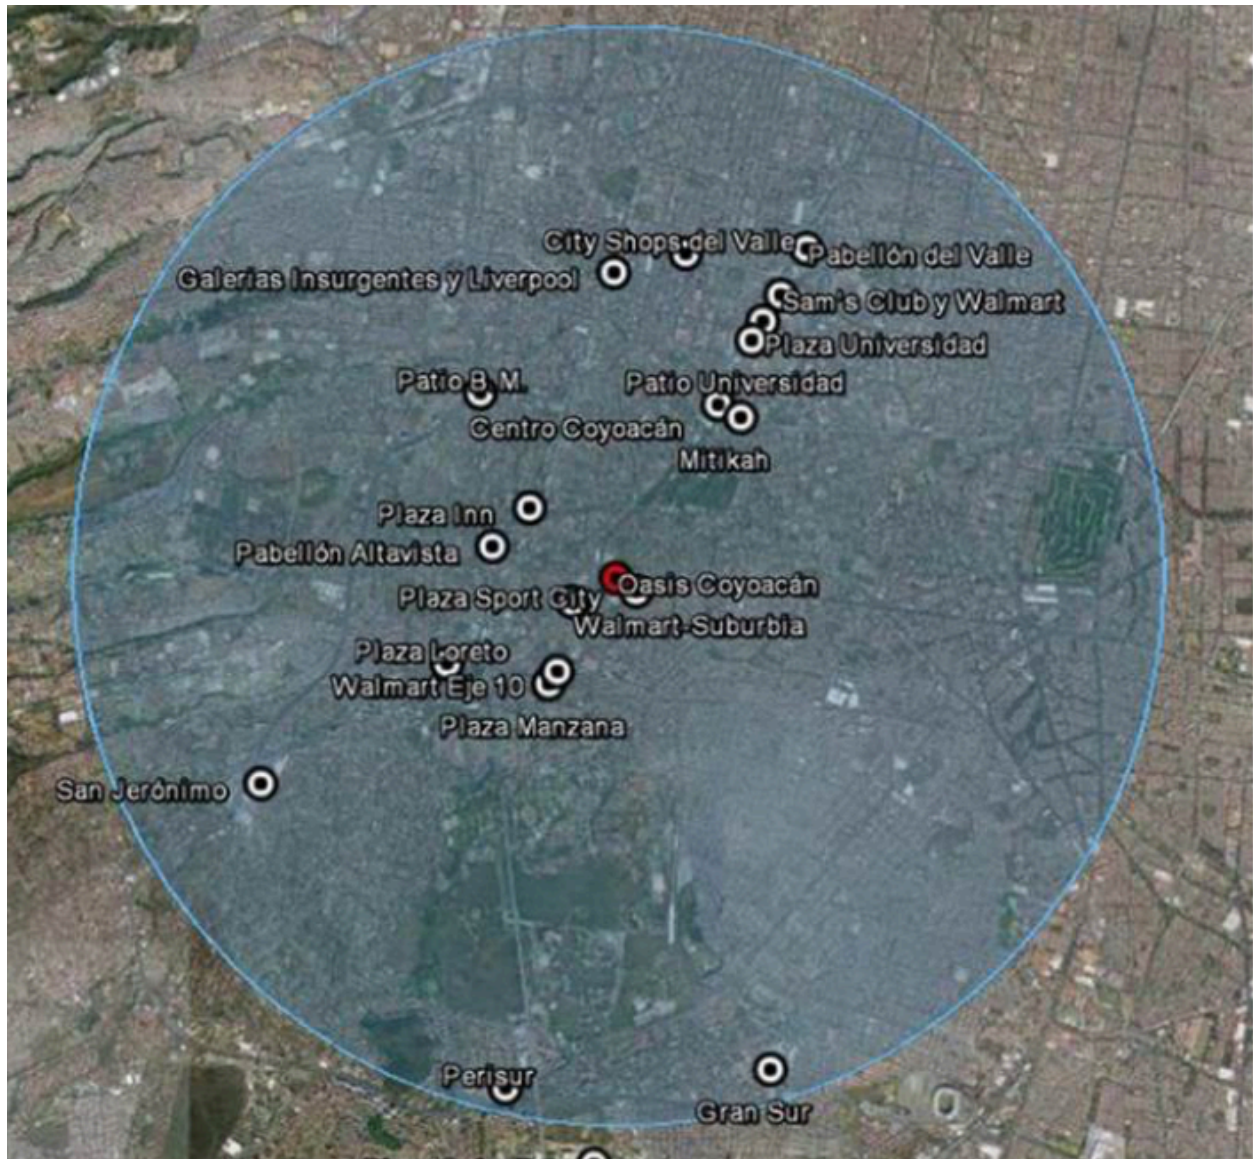 City Shops del Valle
Pabellón del Valle
Galerías Insurgentes y Liverpool
Sam's Club y Walmart
Plaza Universidad
Patio B.M.
Patio Universidad
Centro Coyoacán
Mitikah
Plaza Inn
Pabellón Altavista
Oasis Coyoacán
Plaza Sport City
Walmart-Suburbia
Plaza Loreto
Walmart Eje 10
Plaza Manzana
San Jerónimo
Perisur
Gran Sur